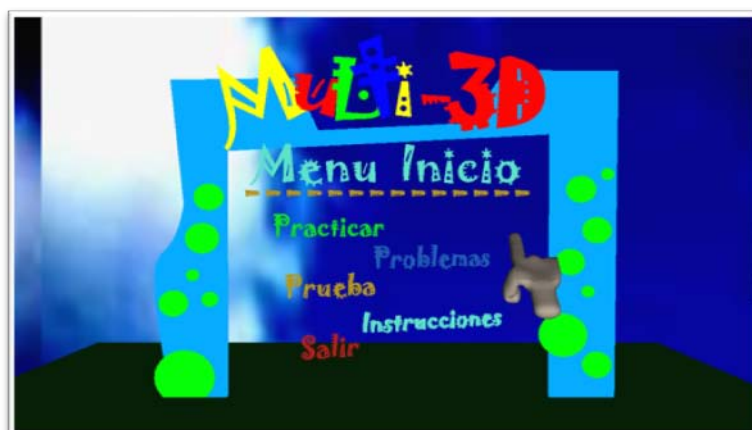 Multi-3D
Menu Inicio
Practicar
Problemas
Prueba
Instrucciones
Salir